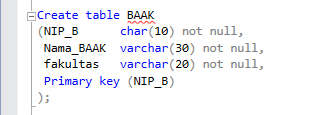 Create table BAAK
(NIP_B char(10) not null,
Nama_BAAK varchar(30) not null,
fakultas varchar(20) not null,
Primary key (NIP_B)
);